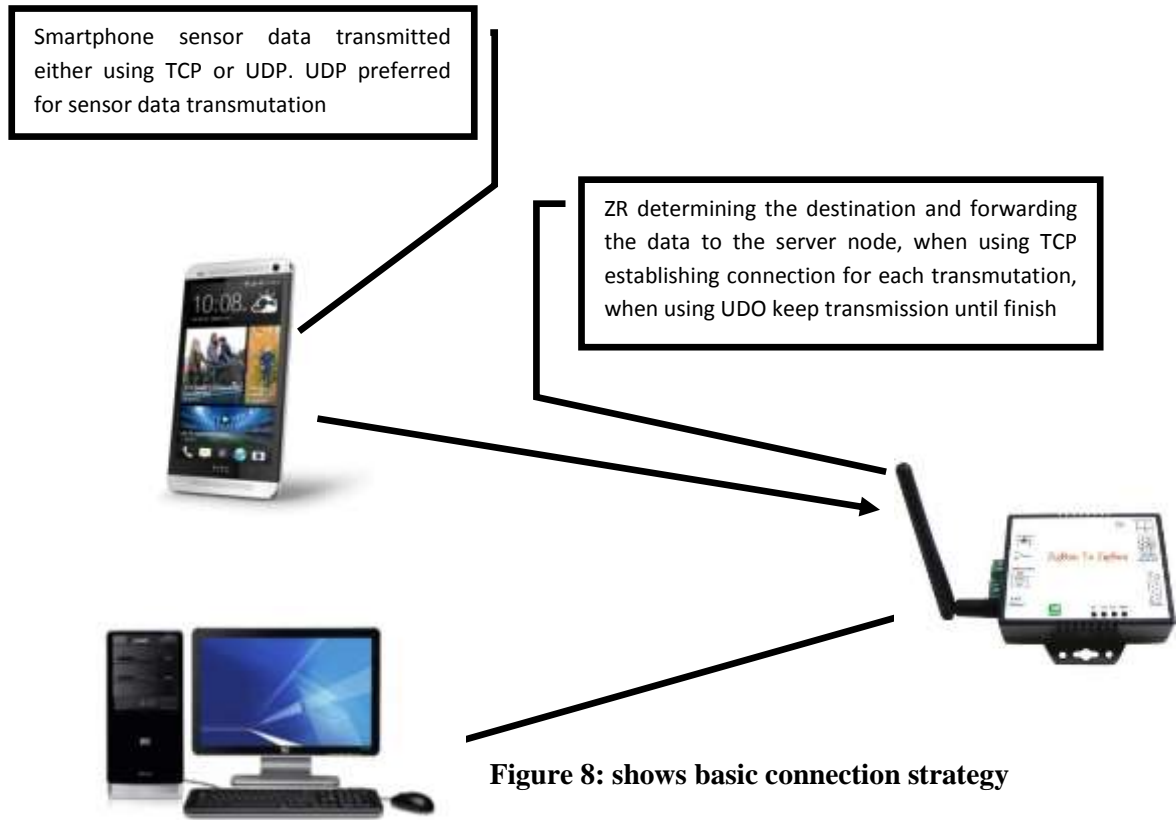 Smartphone sensor data transmitted
either using TCP or UDP. UDP preferred
for sensor data transmutation
ZR determining the destination and forwarding
the data to the server node, when using TCP
establishing connection for each transmutation,
when using UDO keep transmission until finish
10:08
Figure 8: shows basic connection strategy